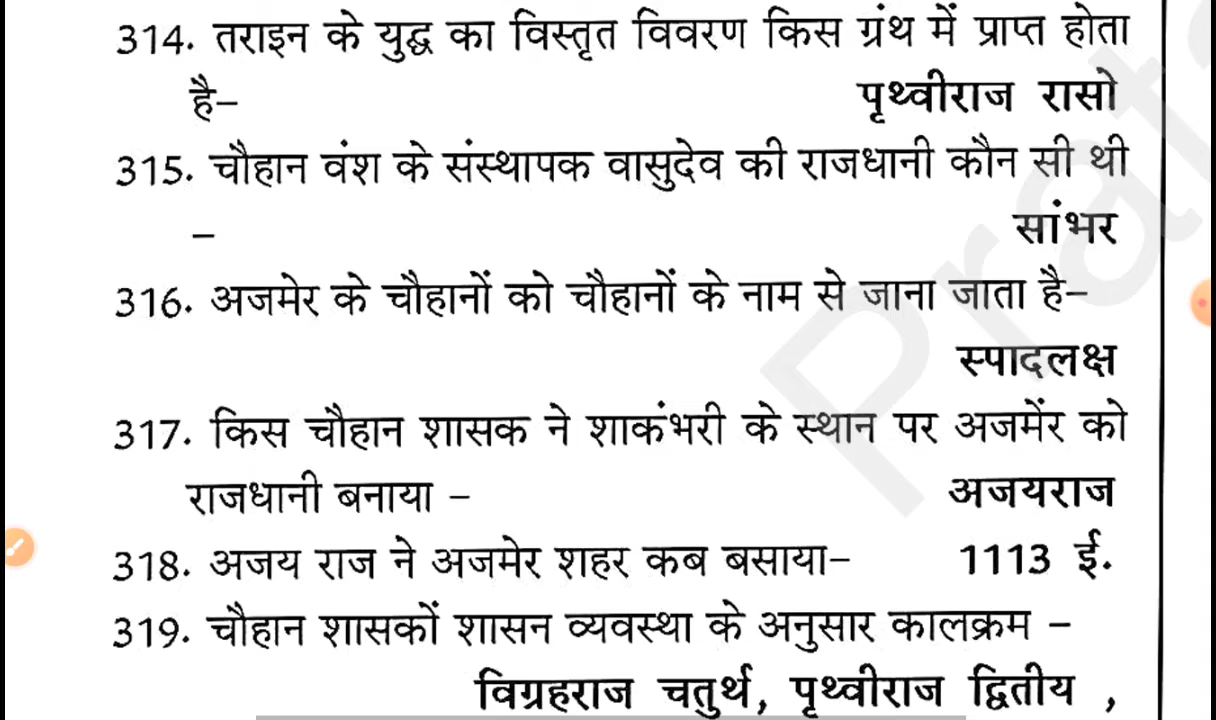 314. तराइन के युद्ध का विस्तृत विवरण किस ग्रंथ में प्राप्त होता
है– पृथ्वीराज रासो
315. चौहान वंश के संस्थापक वासुदेव की राजधानी कौन सी थी
– सांभर
316. अजमेर के चौहानों को चौहानों के नाम से जाना जाता है–
स्पादलक्ष
317. किस चौहान शासक ने शाकंभरी के स्थान पर अजमेंर को
राजधानी बनाया – अजयराज
318. अजय राज ने अजमेर शहर कब बसाया– 1113 ई.
319. चौहान शासकों शासन व्यवस्था के अनुसार कालक्रम –
विग्रहराज चतुर्थ, पृथ्वीराज द्वितीय ,